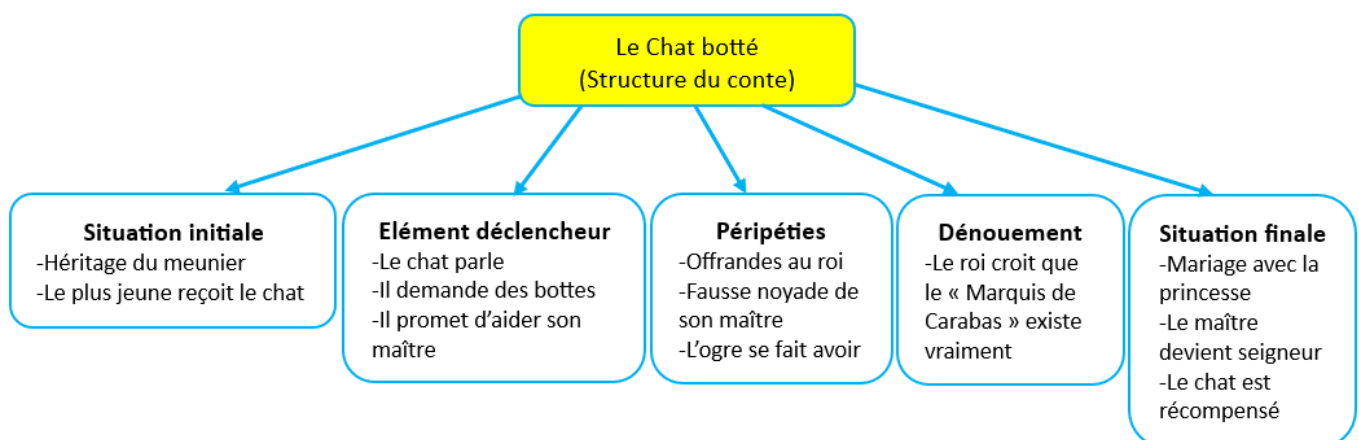 Le Chat botté
(Structure du conte)
Situation initiale
-Héritage du meunier
-Le plus jeune reçoit le chat
Elément déclencheur
-Le chat parle
-Il demande des bottes
-Il promet d’aider son
maître
Péripéties
-Offrandes au roi
-Fausse noyade de
son maître
-L’ogre se fait avoir
Dénouement
-Le roi croit que
le « Marquis de
Carabas » existe
vraiment
Situation finale
-Mariage avec la
princesse
-Le maître
devient seigneur
-Le chat est
récompensé